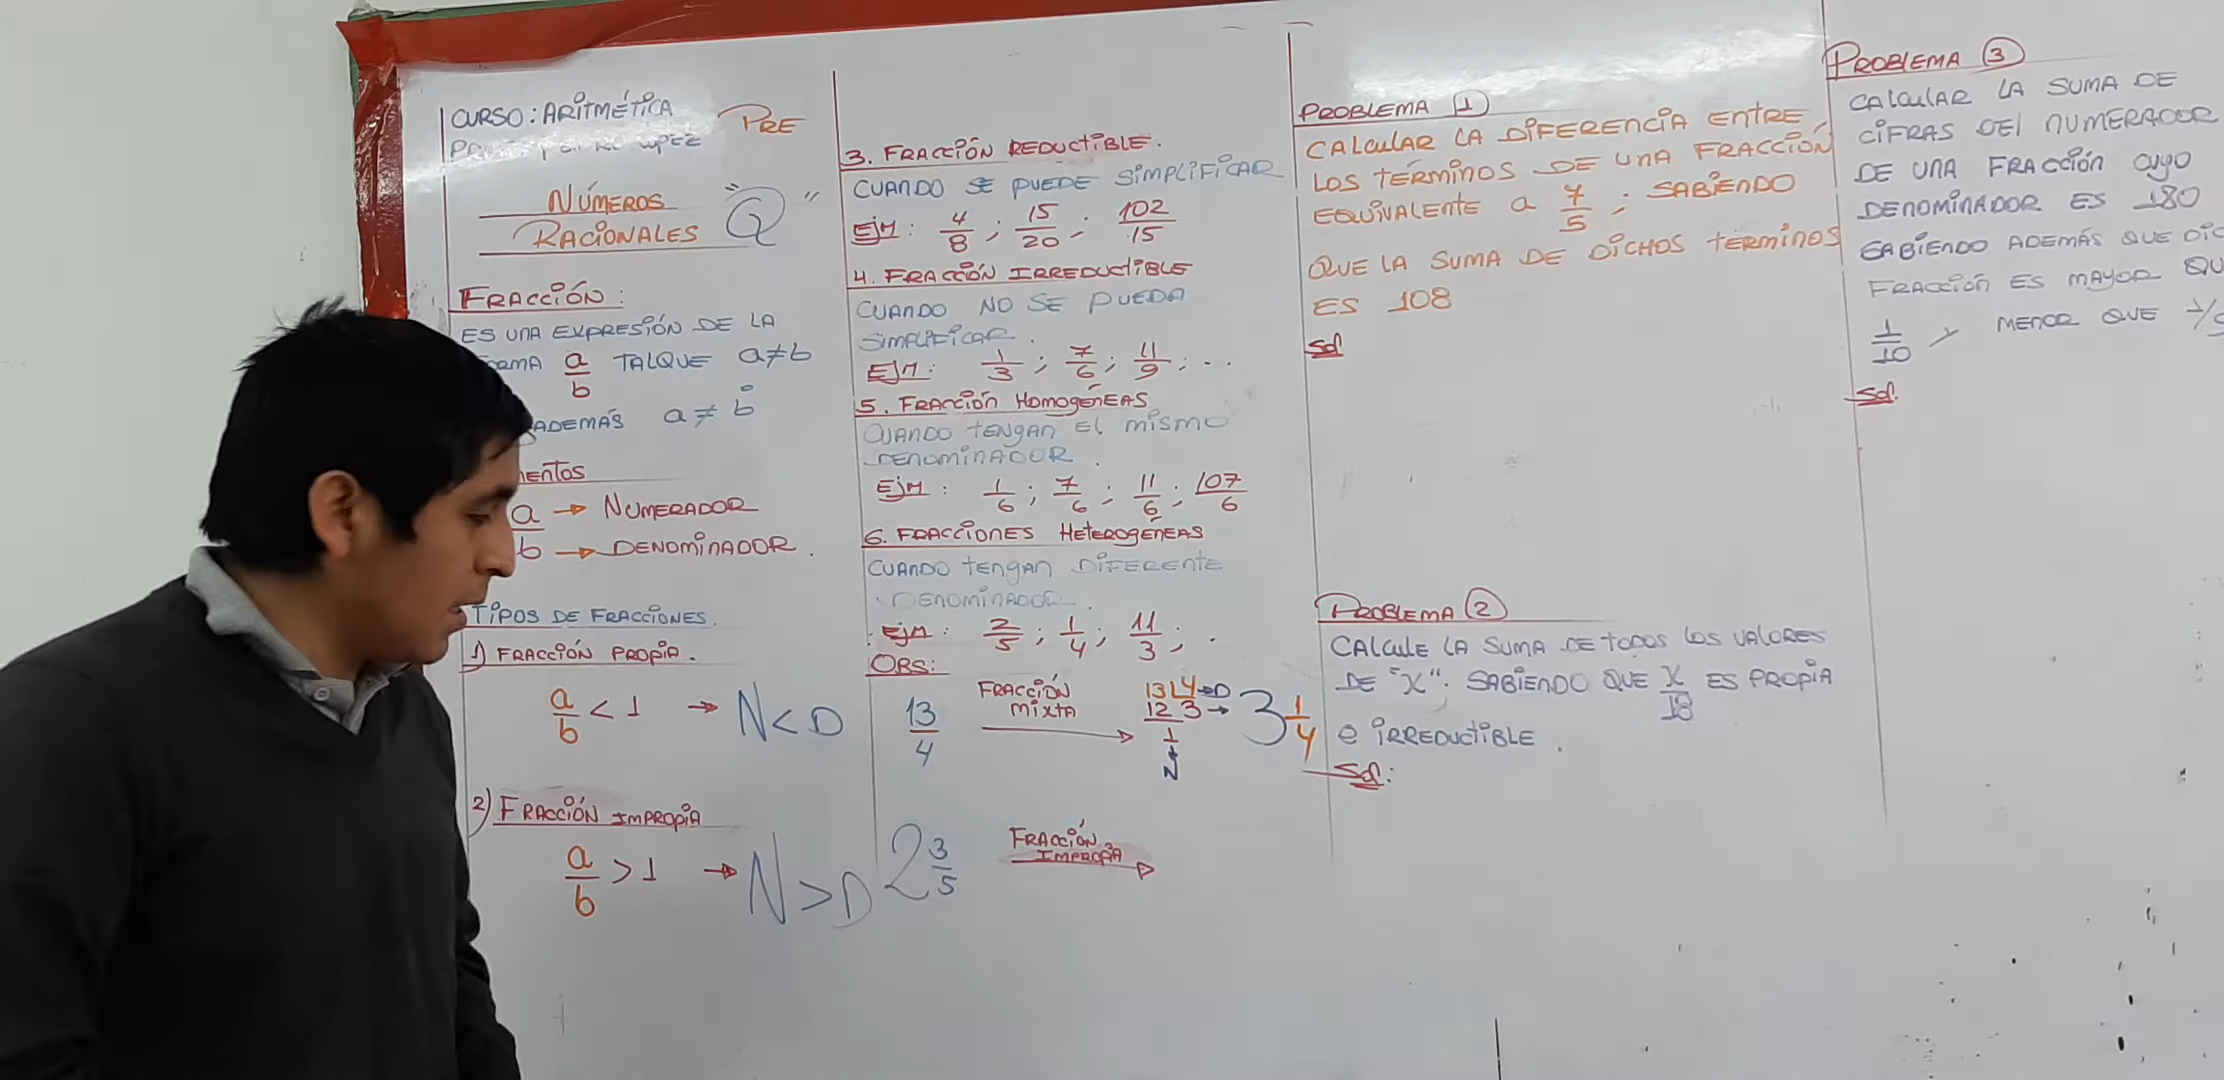 CURSO: ARITMÉTICA
PRE
NÚMEROS
RACIONALES "Q"
FRACCIÓN:
ES UNA EXPRESIÓN DE LA
a/b TALQUE a≠b
ADEMÁS a ≠ b°
a → NUMERADOR
b → DENOMINADOR.
TIPOS DE FRACCIONES.
1) FRACCIÓN PROPIA.
a/b < 1 → N<D
2) FRACCIÓN IMPROPIA
a/b > 1 → N>D
3. FRACCIÓN REDUCTIBLE.
CUANDO SE PUEDE SIMPLIFICAR
EJM: 4/8 ; 15/20 ; 102/15
4. FRACCIÓN IRREDUCTIBLE
CUANDO NO SE PUEDA
SIMPLIFICAR.
EJM: 1/3 ; 7/6 ; 11/9 ; ..
5. FRACCIÓN HOMOGÉNEAS
CUANDO TENGAN EL MISMO
DENOMINADOR.
EJM: 1/6 ; 7/6 ; 11/6 ; 107/6
6. FRACCIONES HETEROGÉNEAS
CUANDO TENGAN DIFERENTE
DENOMINADOR.
EJM: 2/5 ; 1/4 ; 11/3 ; .
OBS:
13/4 FRACCIÓN MIXTA → 13 4→D
12 3→ 3 1/4
1
N
2 3/5 FRACCIÓN IMPROPIA →
PROBLEMA 1
CALCULAR LA DIFERENCIA ENTRE
LOS TÉRMINOS DE UNA FRACCIÓN
EQUIVALENTE A 7/5 ; SABIENDO
QUE LA SUMA DE DICHOS TERMINOS
ES 108
Sol
PROBLEMA 2
CALCULE LA SUMA DE TODOS LOS VALORES
DE "X"; SABIENDO QUE X/18 ES PROPIA
e IRREDUCTIBLE.
Sol:
PROBLEMA 3
CALCULAR LA SUMA DE
CIFRAS DEL NUMERADOR
DE UNA FRACCIÓN CUYO
DENOMINADOR ES 180
SABIENDO ADEMÁS QUE DIC
FRACCIÓN ES MAYOR QU
1/10 Y MENOR QUE 1/9
Sol.